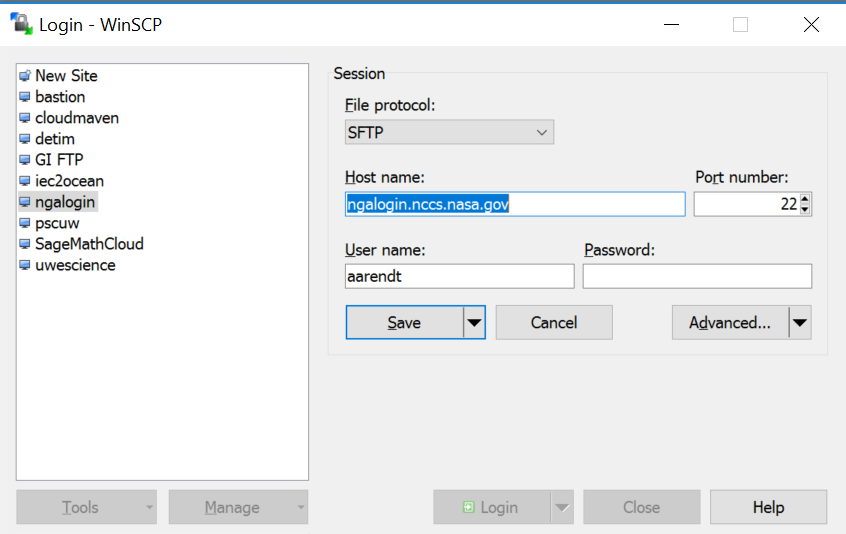 Login - WinSCP
New Site
bastion
cloudmaven
detim
GI FTP
iec2ocean
ngalogin
pscuw
SageMathCloud
uwescience
Tools
Manage
Session
File protocol:
SFTP
Host name:
Port number:
ngalogin.nccs.nasa.gov
22
User name:
Password:
aarendt
Save
Cancel
Advanced...
Login
Close
Help